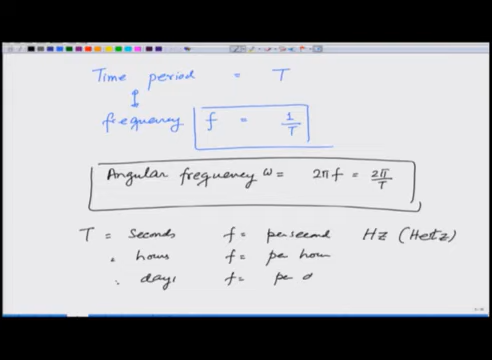 Time period = T
↕
frequency f = 1/T
Angular frequency ω = 2πf = 2π/T
T = seconds f = per second Hz (Hertz)
" hours f = per hour
" days f = per d